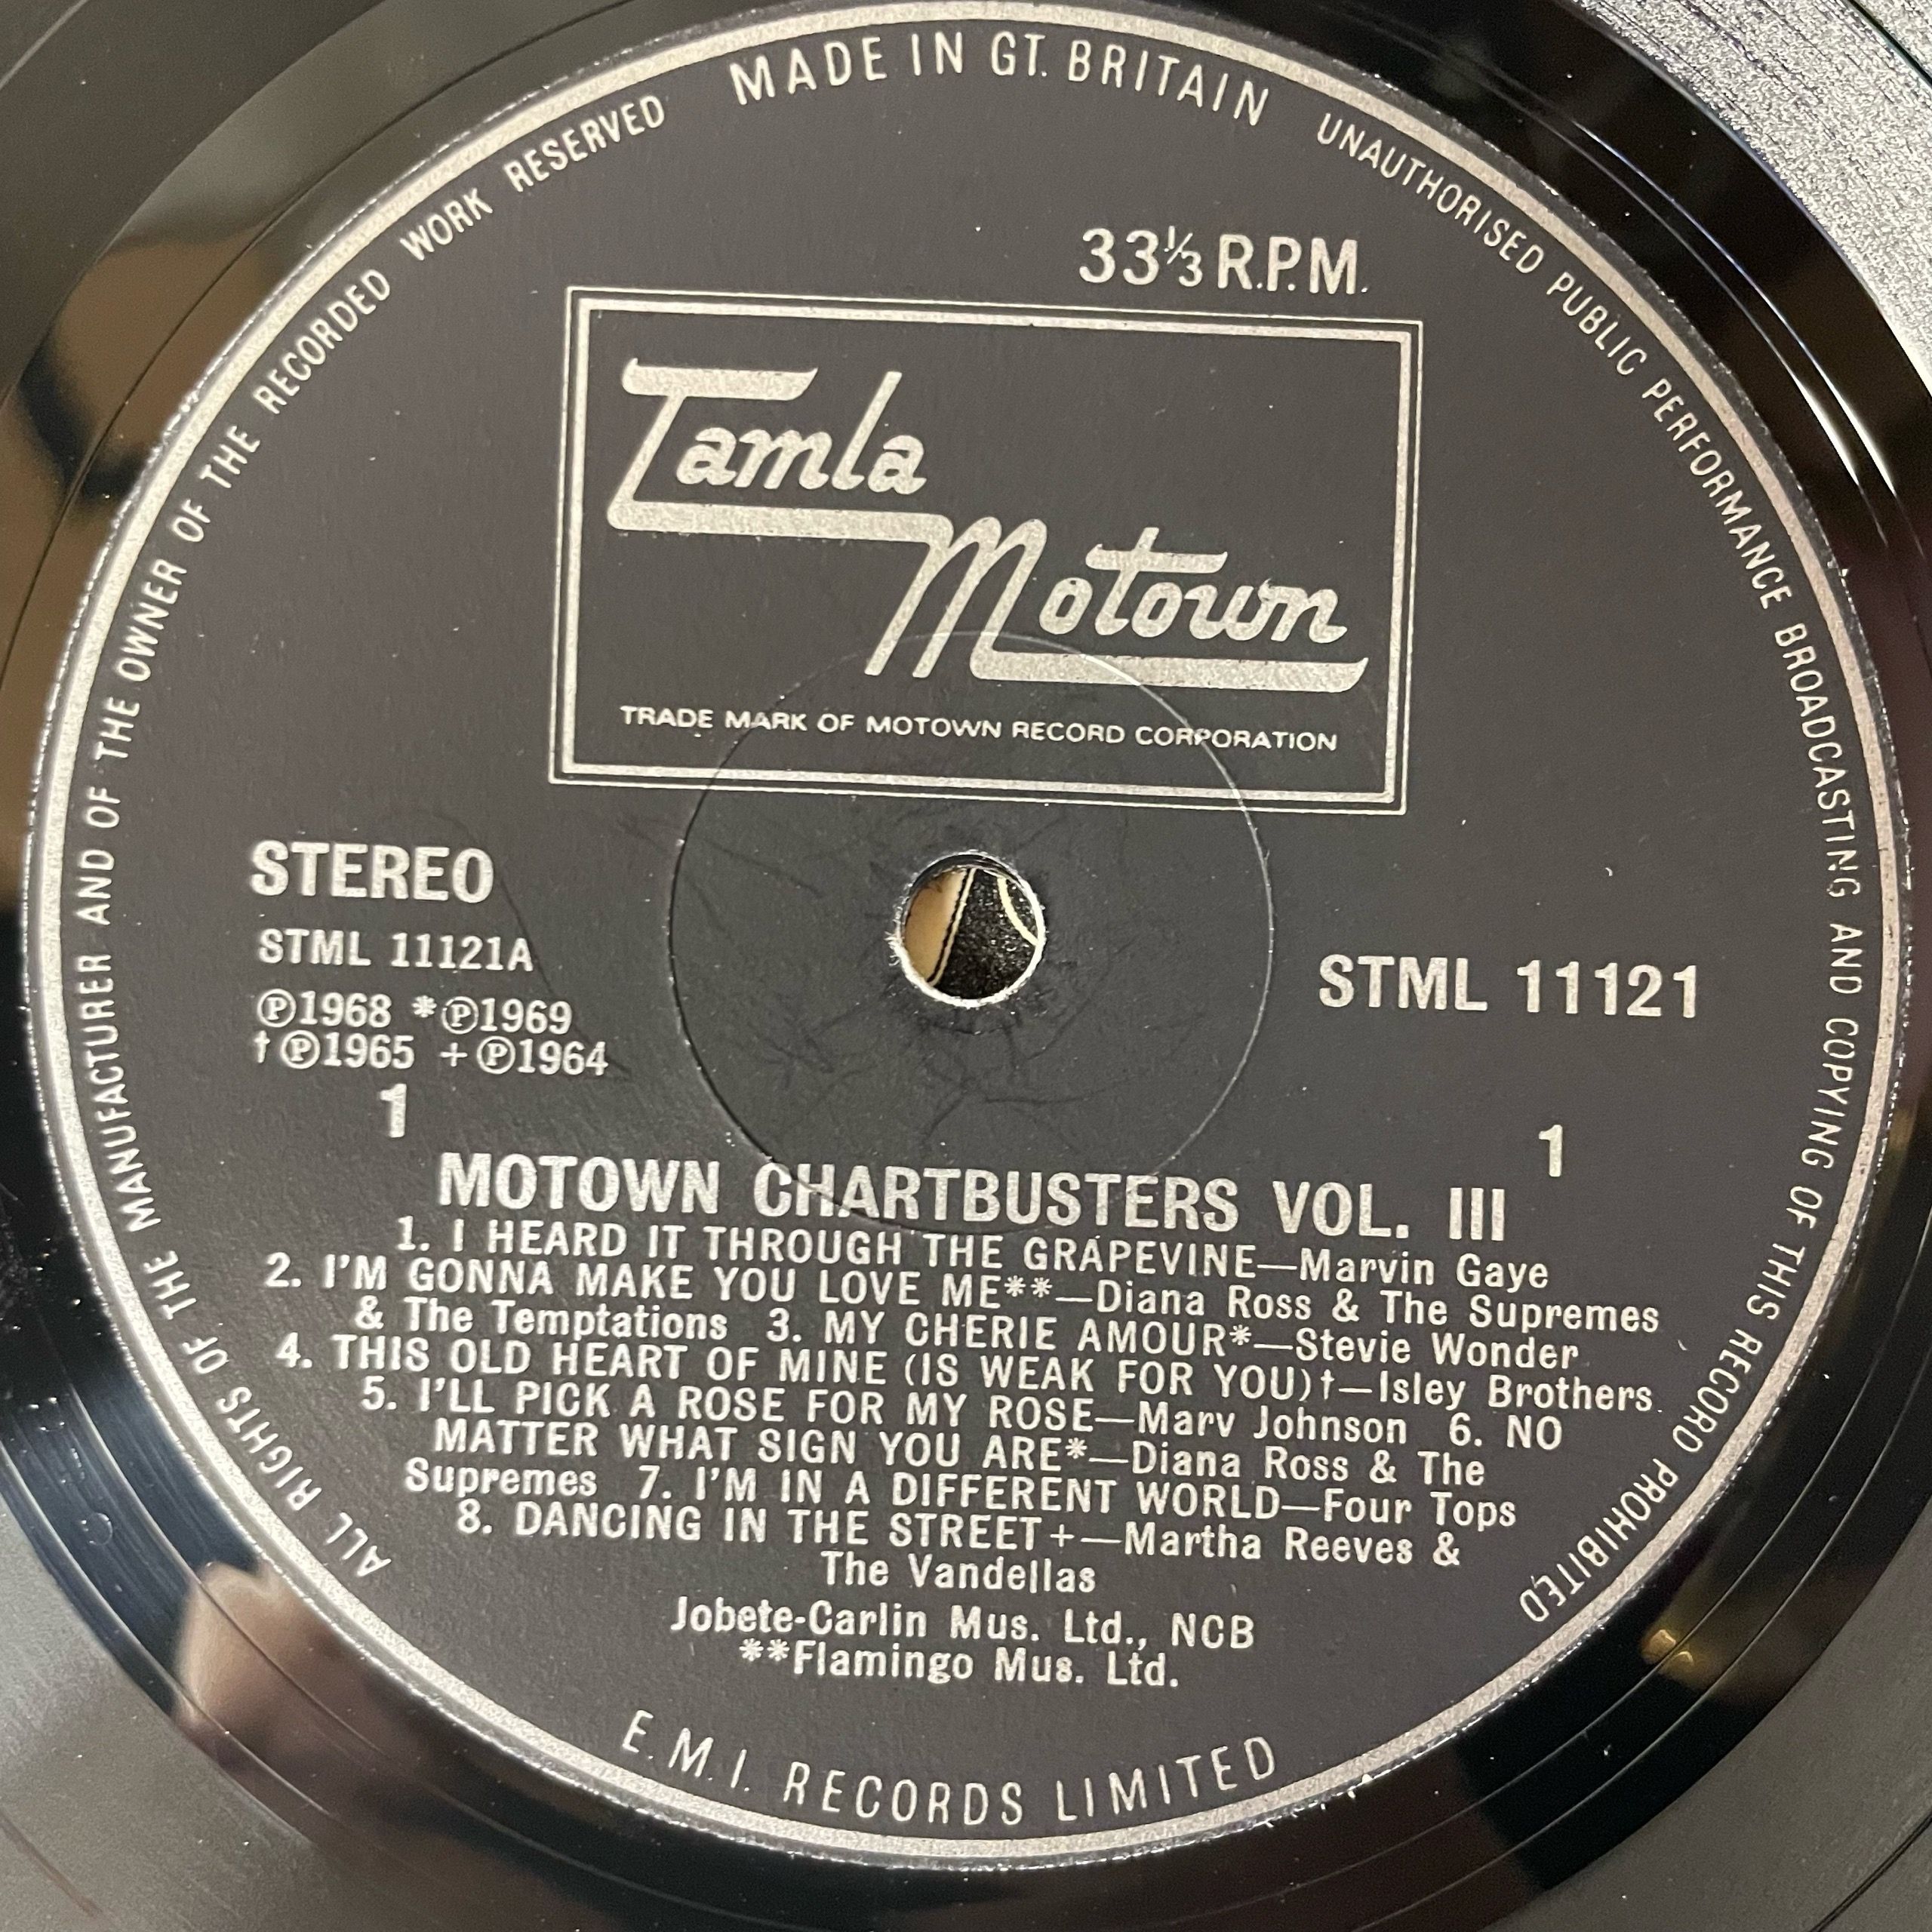 MADE IN GT. BRITAIN
UNAUTHORISED PUBLIC PERFORMANCE BROADCASTING AND COPYING OF THIS RECORD PROHIBITED
ALL RIGHTS OF THE MANUFACTURER AND OF THE OWNER OF THE RECORDED WORK RESERVED
33⅓ R.P.M.
Tamla
Motown
TRADE MARK OF MOTOWN RECORD CORPORATION
STEREO
STML 11121A
STML 11121
℗1968 *℗1969
†℗1965 +℗1964
1
1
MOTOWN CHARTBUSTERS VOL. III
1. I HEARD IT THROUGH THE GRAPEVINE—Marvin Gaye
2. I'M GONNA MAKE YOU LOVE ME**—Diana Ross & The Supremes
& The Temptations 3. MY CHERIE AMOUR*—Stevie Wonder
4. THIS OLD HEART OF MINE (IS WEAK FOR YOU)†—Isley Brothers
5. I'LL PICK A ROSE FOR MY ROSE—Marv Johnson 6. NO
MATTER WHAT SIGN YOU ARE*—Diana Ross & The
Supremes 7. I'M IN A DIFFERENT WORLD—Four Tops
8. DANCING IN THE STREET+—Martha Reeves &
The Vandellas
Jobete-Carlin Mus. Ltd., NCB
**Flamingo Mus. Ltd.
E.M.I. RECORDS LIMITED